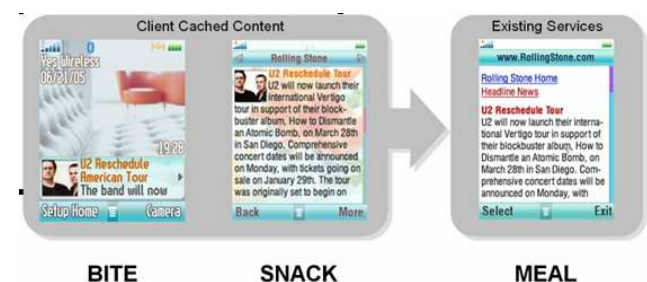 Client Cached Content
Yes Wireless
06/21/05
19:28
U2 Reschedule
American Tour
The band will now
Setup Home
Camera
BITE
Rolling Stone
U2 Reschedule Tour
U2 will now launch their
international Vertigo
tour in support of their block-
buster album, How to Dismantle
an Atomic Bomb, on March 28th
in San Diego. Comprehensive
concert dates will be announced
on Monday, with tickets going on
sale on January 29th. The tour
was originally set to begin on
Back
More
SNACK
Existing Services
www.RollingStone.com
Rolling Stone Home
Headline News
U2 Reschedule Tour
U2 will now launch their interna-
tional Vertigo tour in support of
their blockbuster album, How to
Dismantle an Atomic Bomb, on
March 28th in San Diego. Com-
prehensive concert dates will be
announced on Monday, with
Select
Exit
MEAL